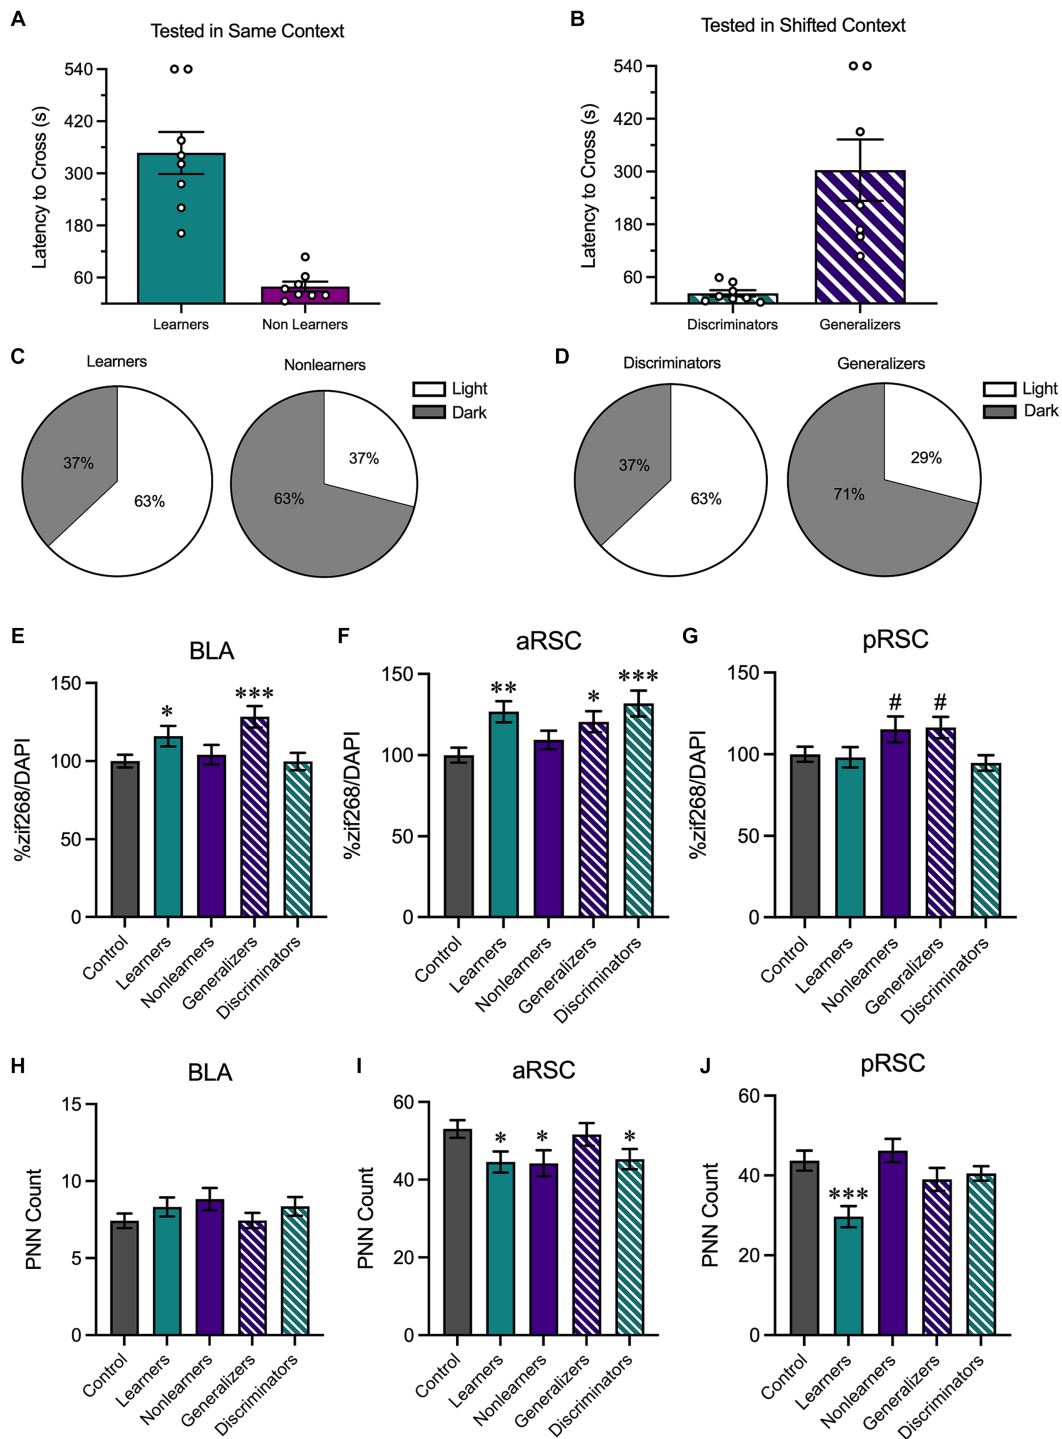 A
Tested in Same Context
Latency to Cross (s)
540
420
300
180
60
Learners
Non Learners
B
Tested in Shifted Context
Latency to Cross (s)
540
420
300
180
60
Discriminators
Generalizers
C
Learners
37%
63%
Nonlearners
37%
63%
Light
Dark
D
Discriminators
37%
63%
Generalizers
29%
71%
Light
Dark
E
BLA
%zif268/DAPI
150
100
50
0
*
***
Control
Learners
Nonlearners
Generalizers
Discriminators
F
aRSC
%zif268/DAPI
150
100
50
0
**
*
***
Control
Learners
Nonlearners
Generalizers
Discriminators
G
pRSC
%zif268/DAPI
150
100
50
0
#
#
Control
Learners
Nonlearners
Generalizers
Discriminators
H
BLA
PNN Count
15
10
5
0
Control
Learners
Nonlearners
Generalizers
Discriminators
I
aRSC
PNN Count
60
40
20
0
*
*
*
Control
Learners
Nonlearners
Generalizers
Discriminators
J
pRSC
PNN Count
60
40
20
0
***
Control
Learners
Nonlearners
Generalizers
Discriminators